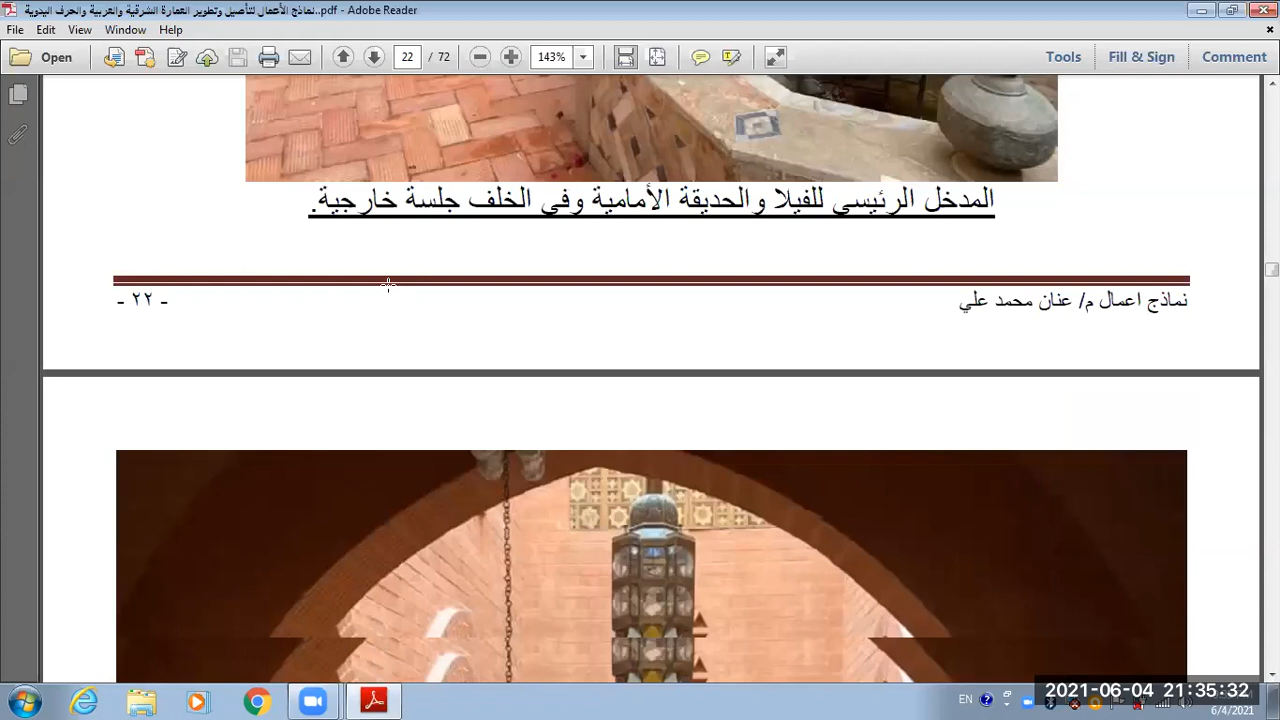 نماذج الأعمال لتأصيل وتطوير العمارة الشرقية والعربية والحرف اليدوية..pdf - Adobe Reader
File Edit View Window Help
Open 22 / 72 143% Tools Fill & Sign Comment
المدخل الرئيسي للفيلا والحديقة الأمامية وفي الخلف جلسة خارجية.
نماذج اعمال م/ عنان محمد علي
- ٢٢ -
EN 2021-06-04 21:35:32
6/4/2021